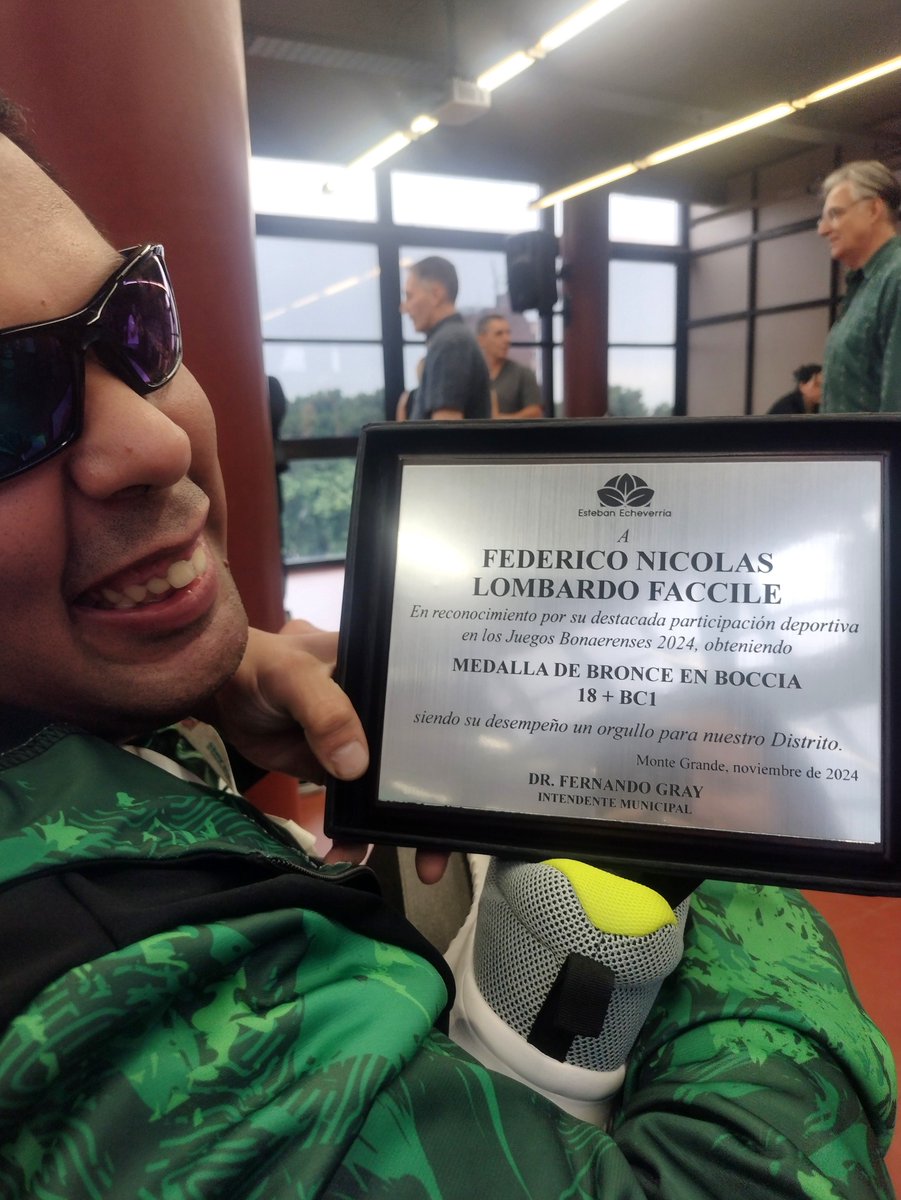 Esteban Echeverría
A
FEDERICO NICOLAS
LOMBARDO FACCILE
En reconocimiento por su destacada participación deportiva
en los Juegos Bonaerenses 2024, obteniendo
MEDALLA DE BRONCE EN BOCCIA
18 + BC1
siendo su desempeño un orgullo para nuestro Distrito.
Monte Grande, noviembre de 2024
DR. FERNANDO GRAY
INTENDENTE MUNICIPAL